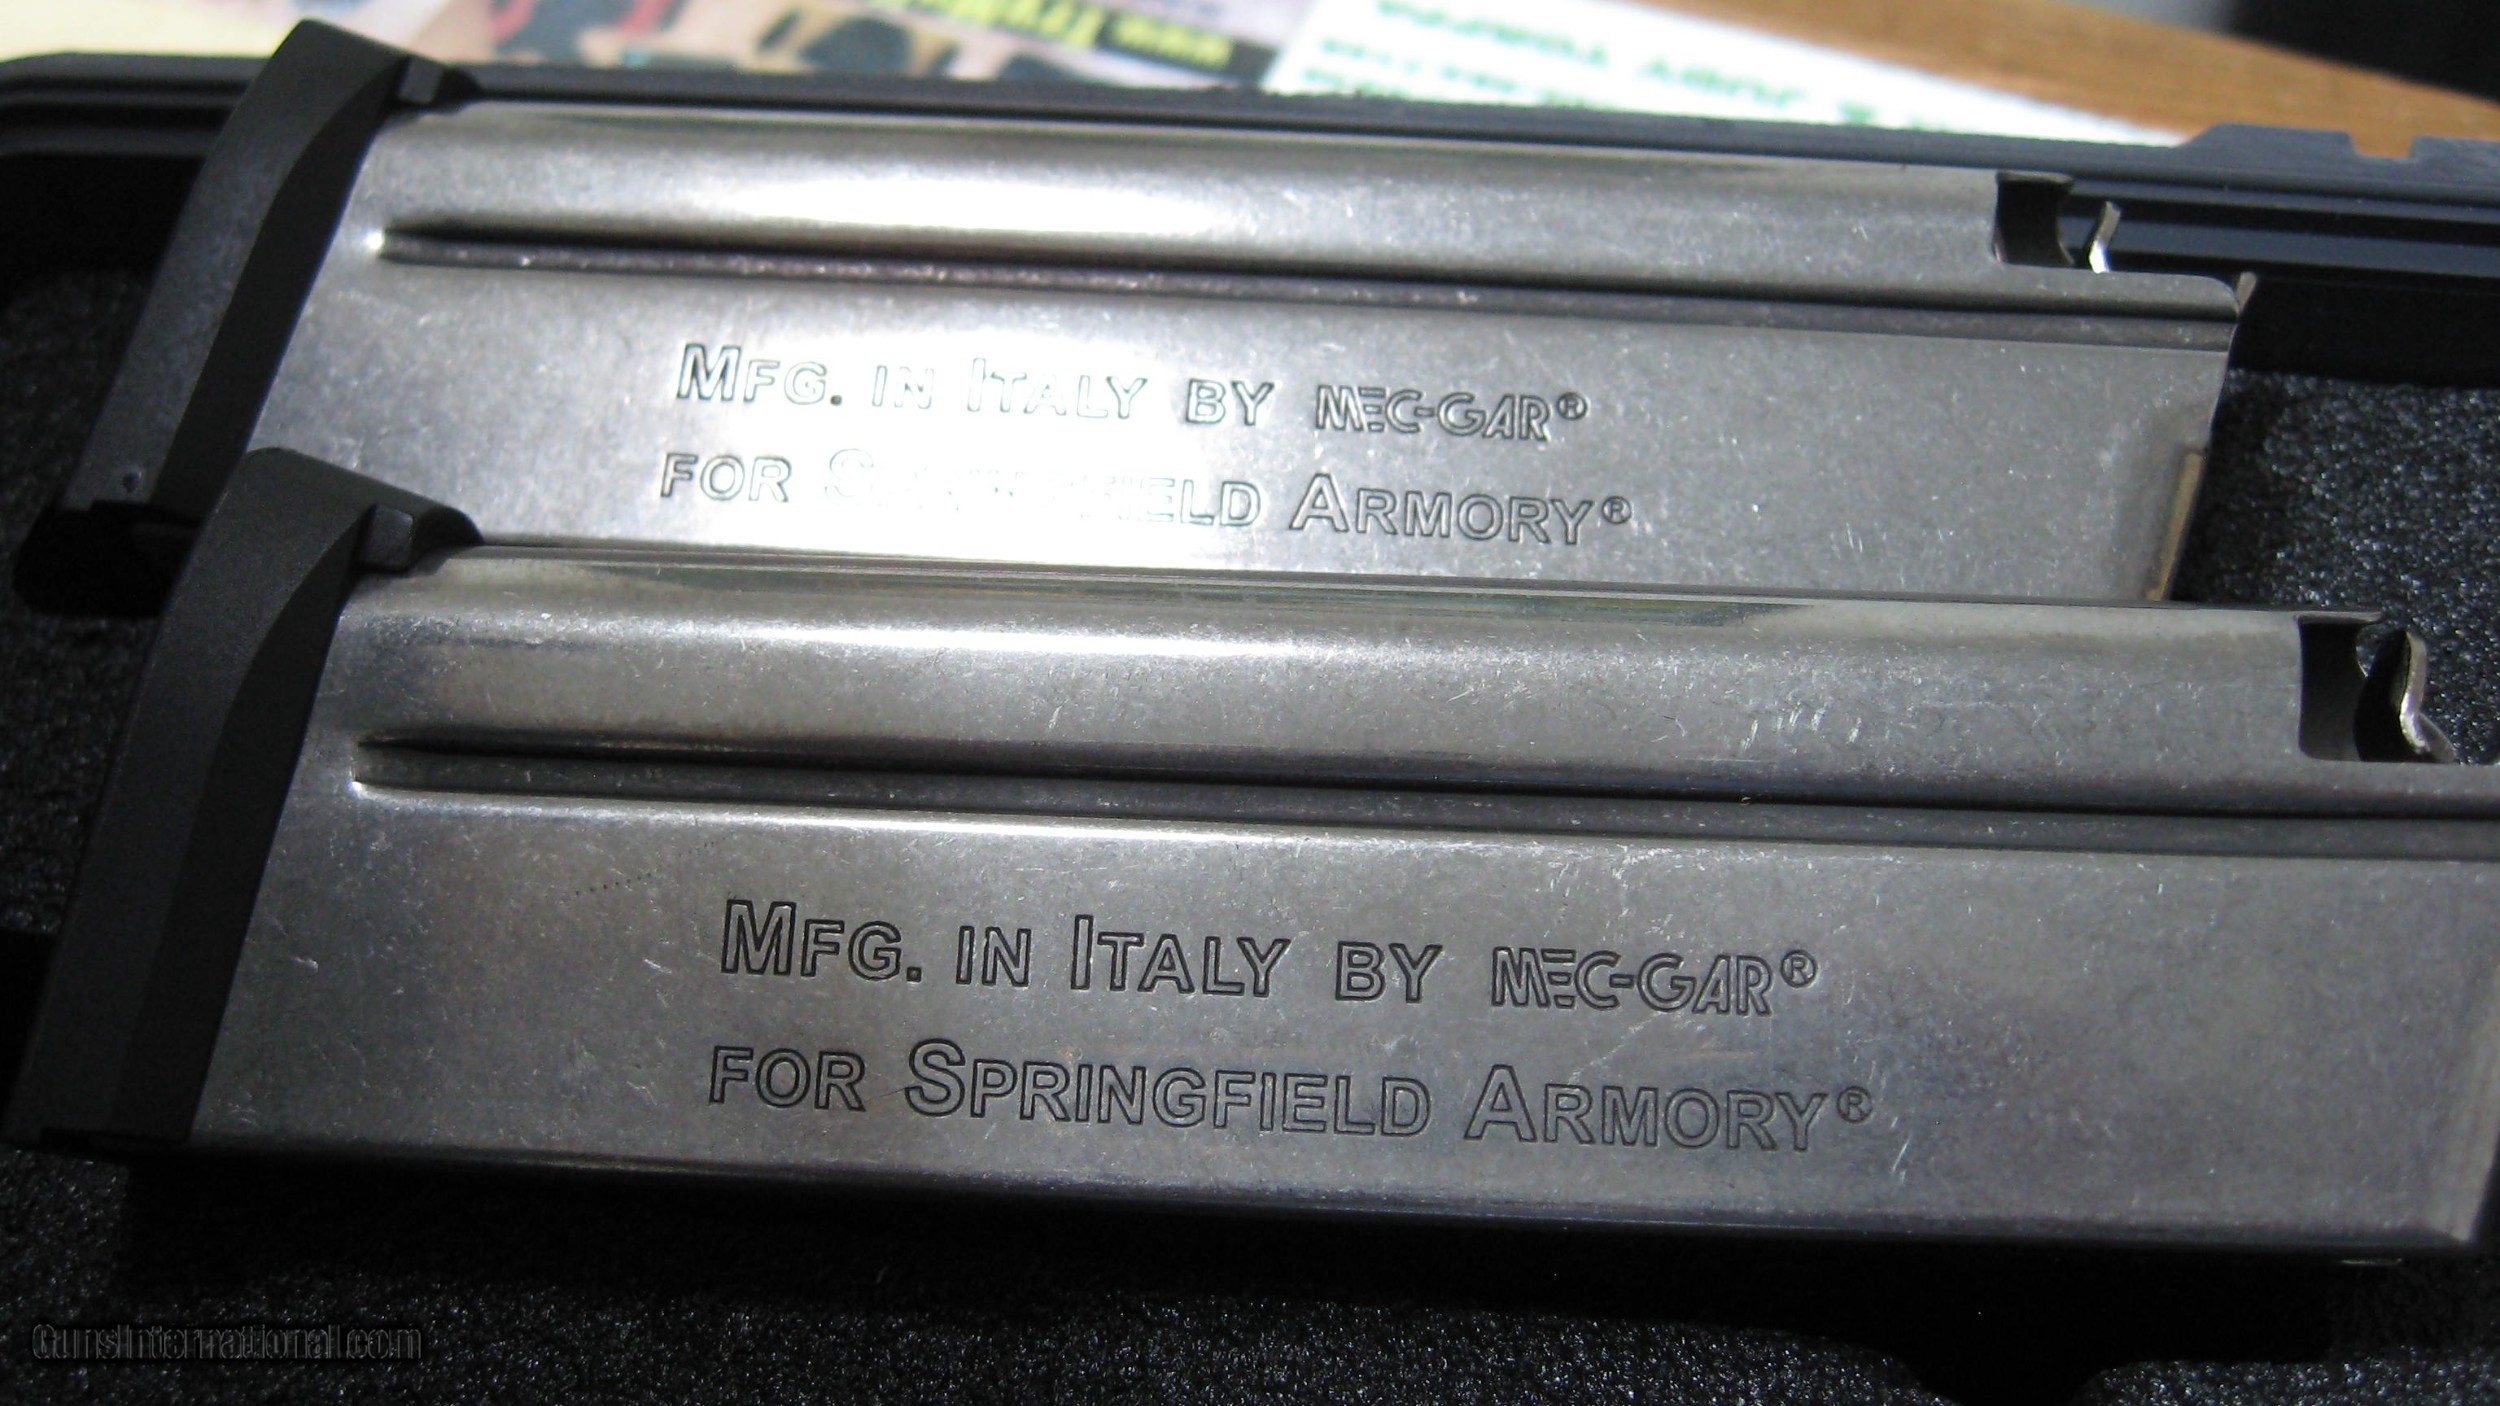 MFG. IN ITALY BY MEC-GAR®
FOR SPRINGFIELD ARMORY®
MFG. IN ITALY BY MEC-GAR®
FOR SPRINGFIELD ARMORY®
GunsInternational.com